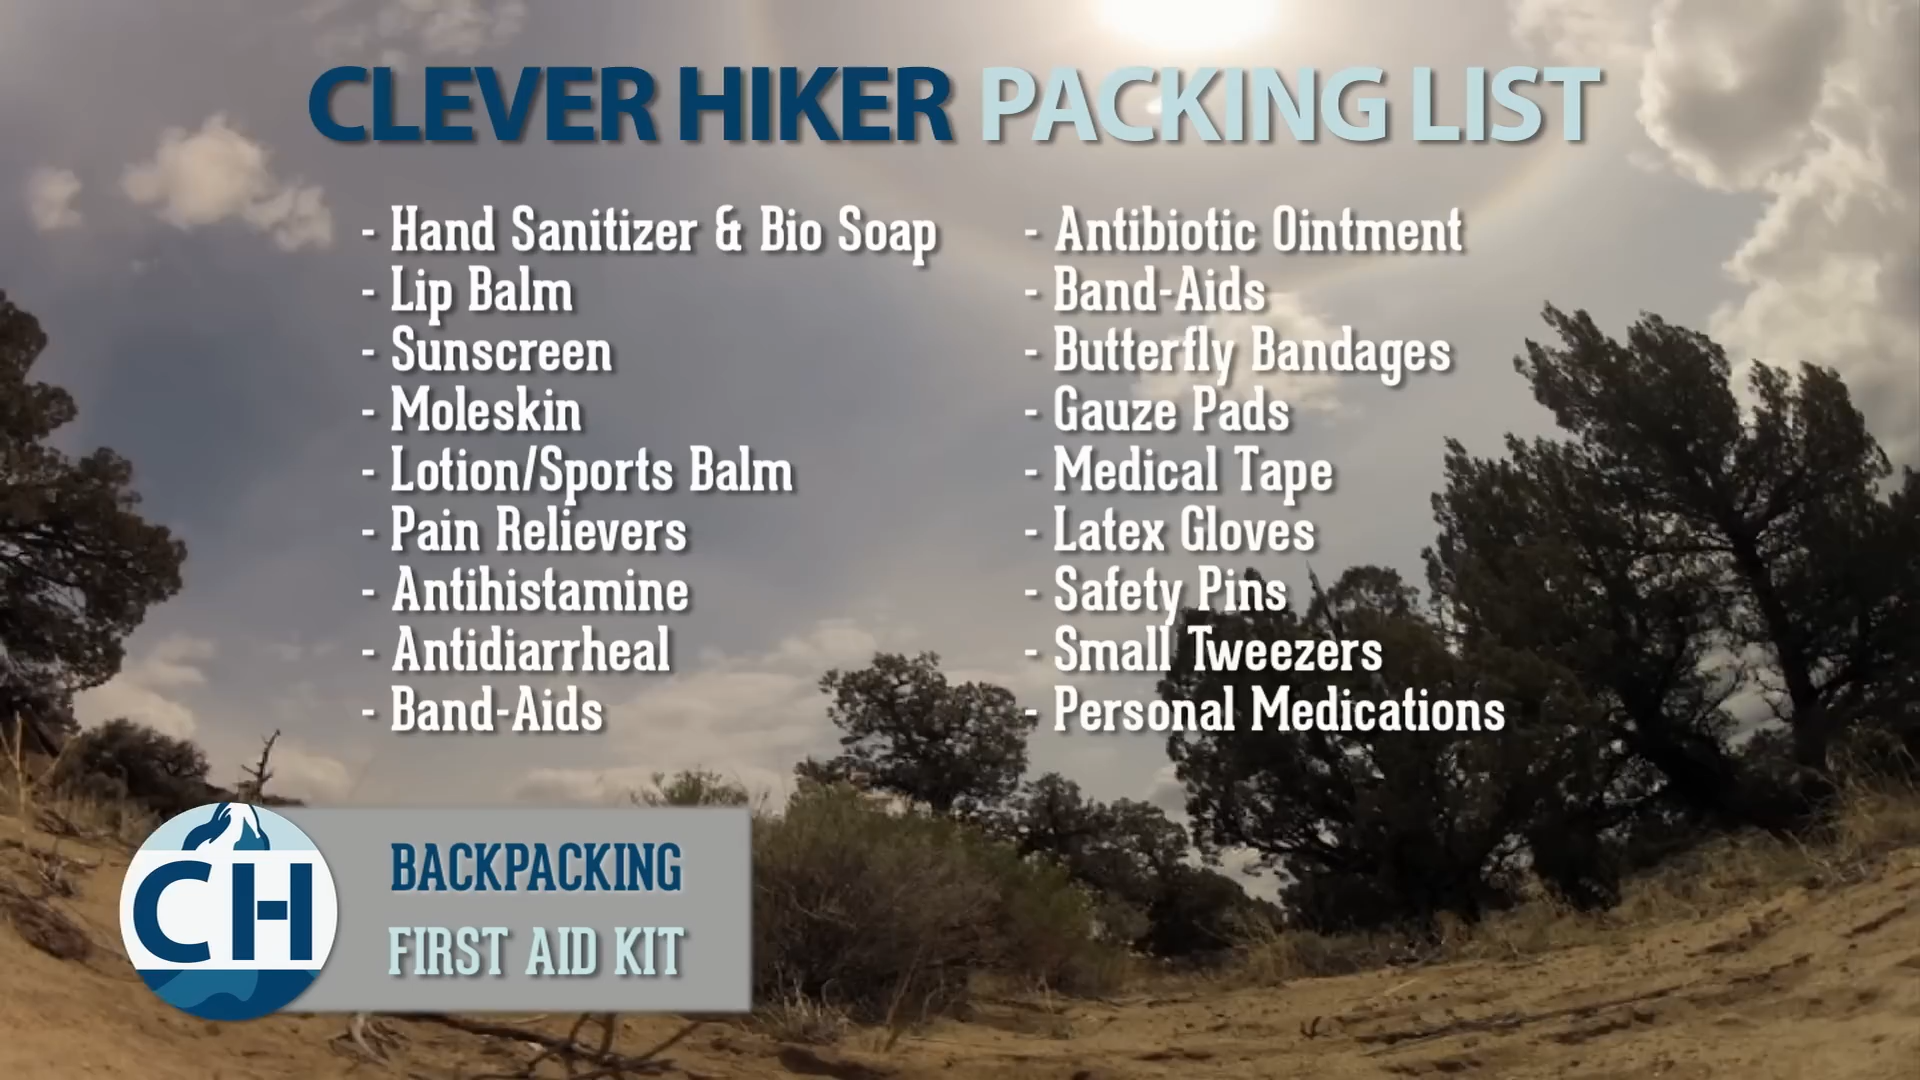 CLEVER HIKER PACKING LIST
- Hand Sanitizer & Bio Soap
- Lip Balm
- Sunscreen
- Moleskin
- Lotion/Sports Balm
- Pain Relievers
- Antihistamine
- Antidiarrheal
- Band-Aids
- Antibiotic Ointment
- Band-Aids
- Butterfly Bandages
- Gauze Pads
- Medical Tape
- Latex Gloves
- Safety Pins
- Small Tweezers
- Personal Medications
CH
BACKPACKING
FIRST AID KIT